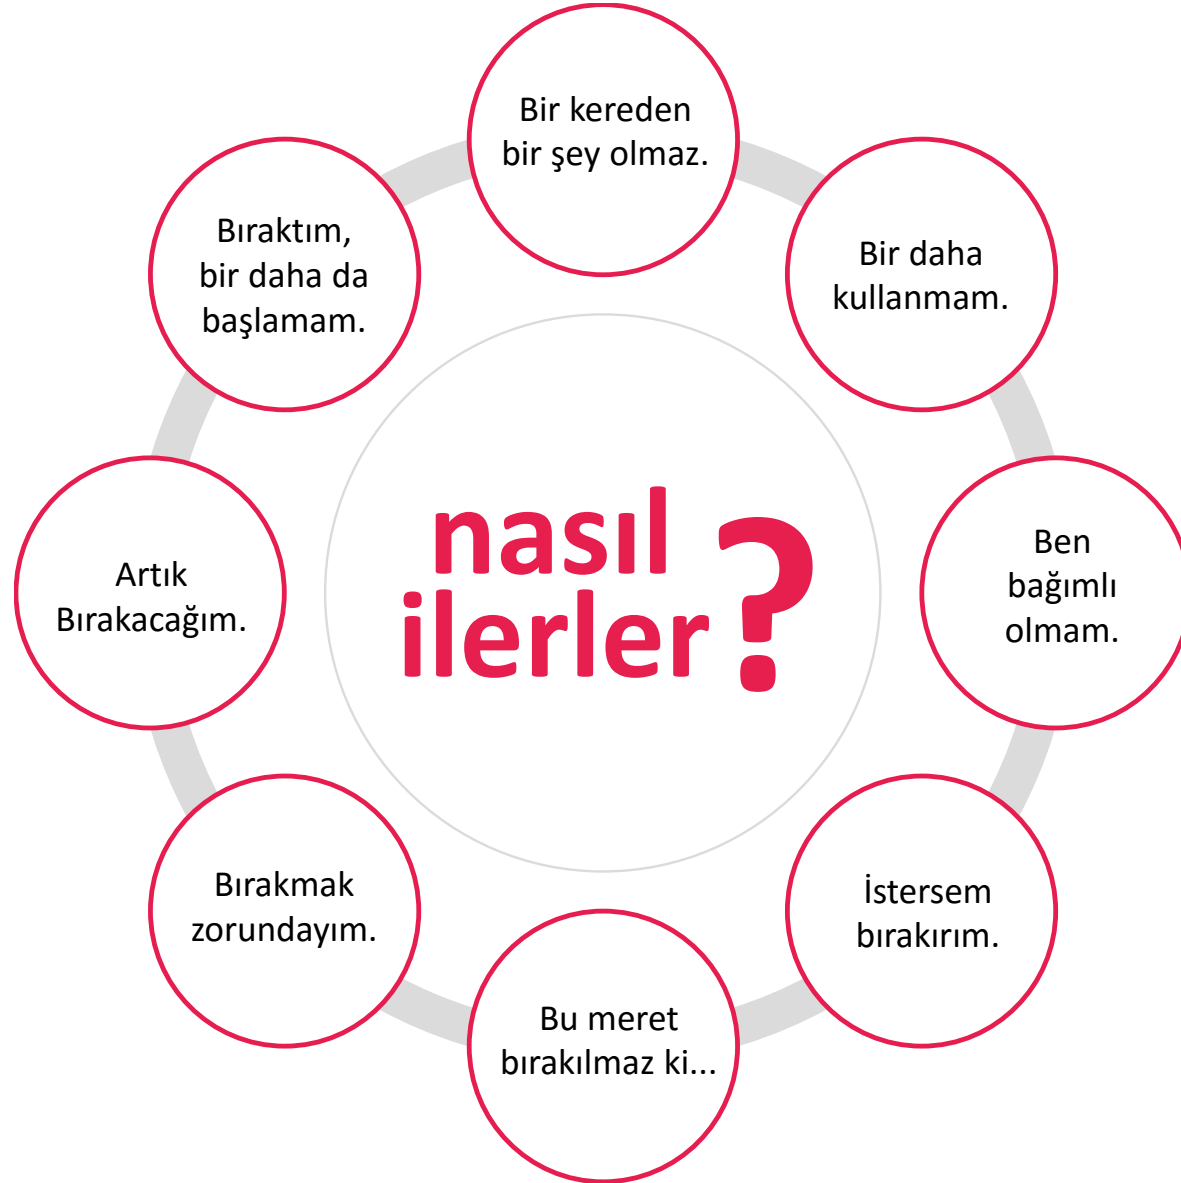 Bir kereden
bir şey olmaz.
Bir daha
kullanmam.
Ben
bağımlı
olmam.
İstersem
bırakırım.
Bu meret
bırakılmaz ki...
Bırakmak
zorundayım.
Artık
Bırakacağım.
Bıraktım,
bir daha da
başlamam.
nasıl
ilerler?